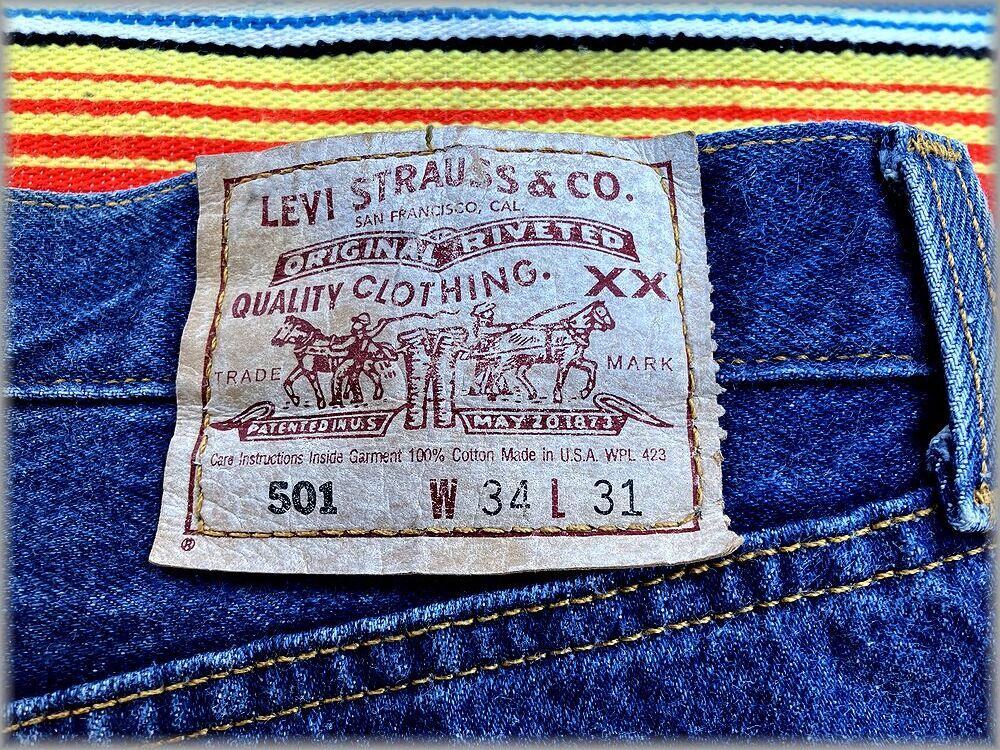 LEVI STRAUSS & CO.
SAN FRANCISCO, CAL.
ORIGINAL RIVETED
QUALITY CLOTHING. XX
TRADE MARK
PATENTED IN U.S MAY 20 1873
Care Instructions Inside Garment 100% Cotton Made in U.S.A. WPL 423
501 W 34 L 31
®